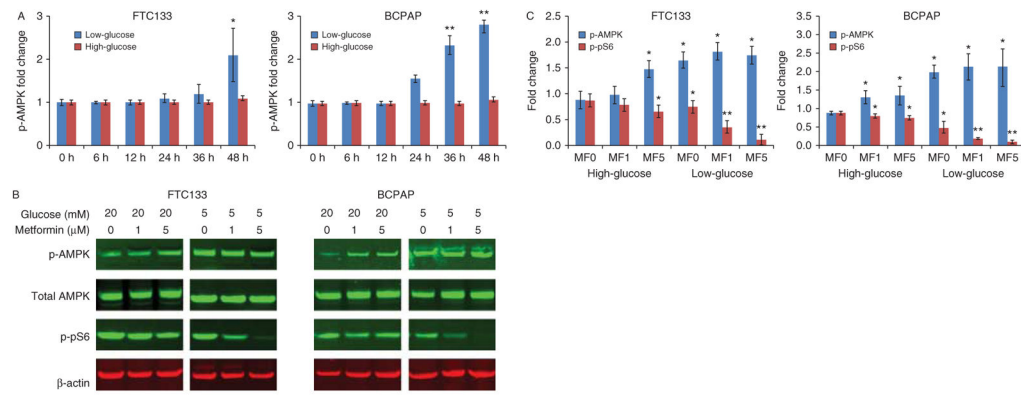 A
FTC133
p-AMPK fold change
3
2
1
0
Low-glucose
High-glucose
*
0 h 6 h 12 h 24 h 36 h 48 h
BCPAP
p-AMPK fold change
3
2
1
0
Low-glucose
High-glucose
** **
0 h 6 h 12 h 24 h 36 h 48 h
B
FTC133 BCPAP
Glucose (mM) 20 20 20 5 5 5 20 20 20 5 5 5
Metformin (μM) 0 1 5 0 1 5 0 1 5 0 1 5
p-AMPK
Total AMPK
p-pS6
β-actin
C
FTC133
Fold change
2.5
2.0
1.5
1.0
0.5
0
p-AMPK
p-pS6
* * * * * * ** **
MF0 MF1 MF5 MF0 MF1 MF5
High-glucose Low-glucose
BCPAP
Fold change
3.5
3.0
2.5
2.0
1.5
1.0
0.5
0.0
p-AMPK
p-pS6
* * * * * * * ** * **
MF0 MF1 MF5 MF0 MF1 MF5
High-glucose Low-glucose